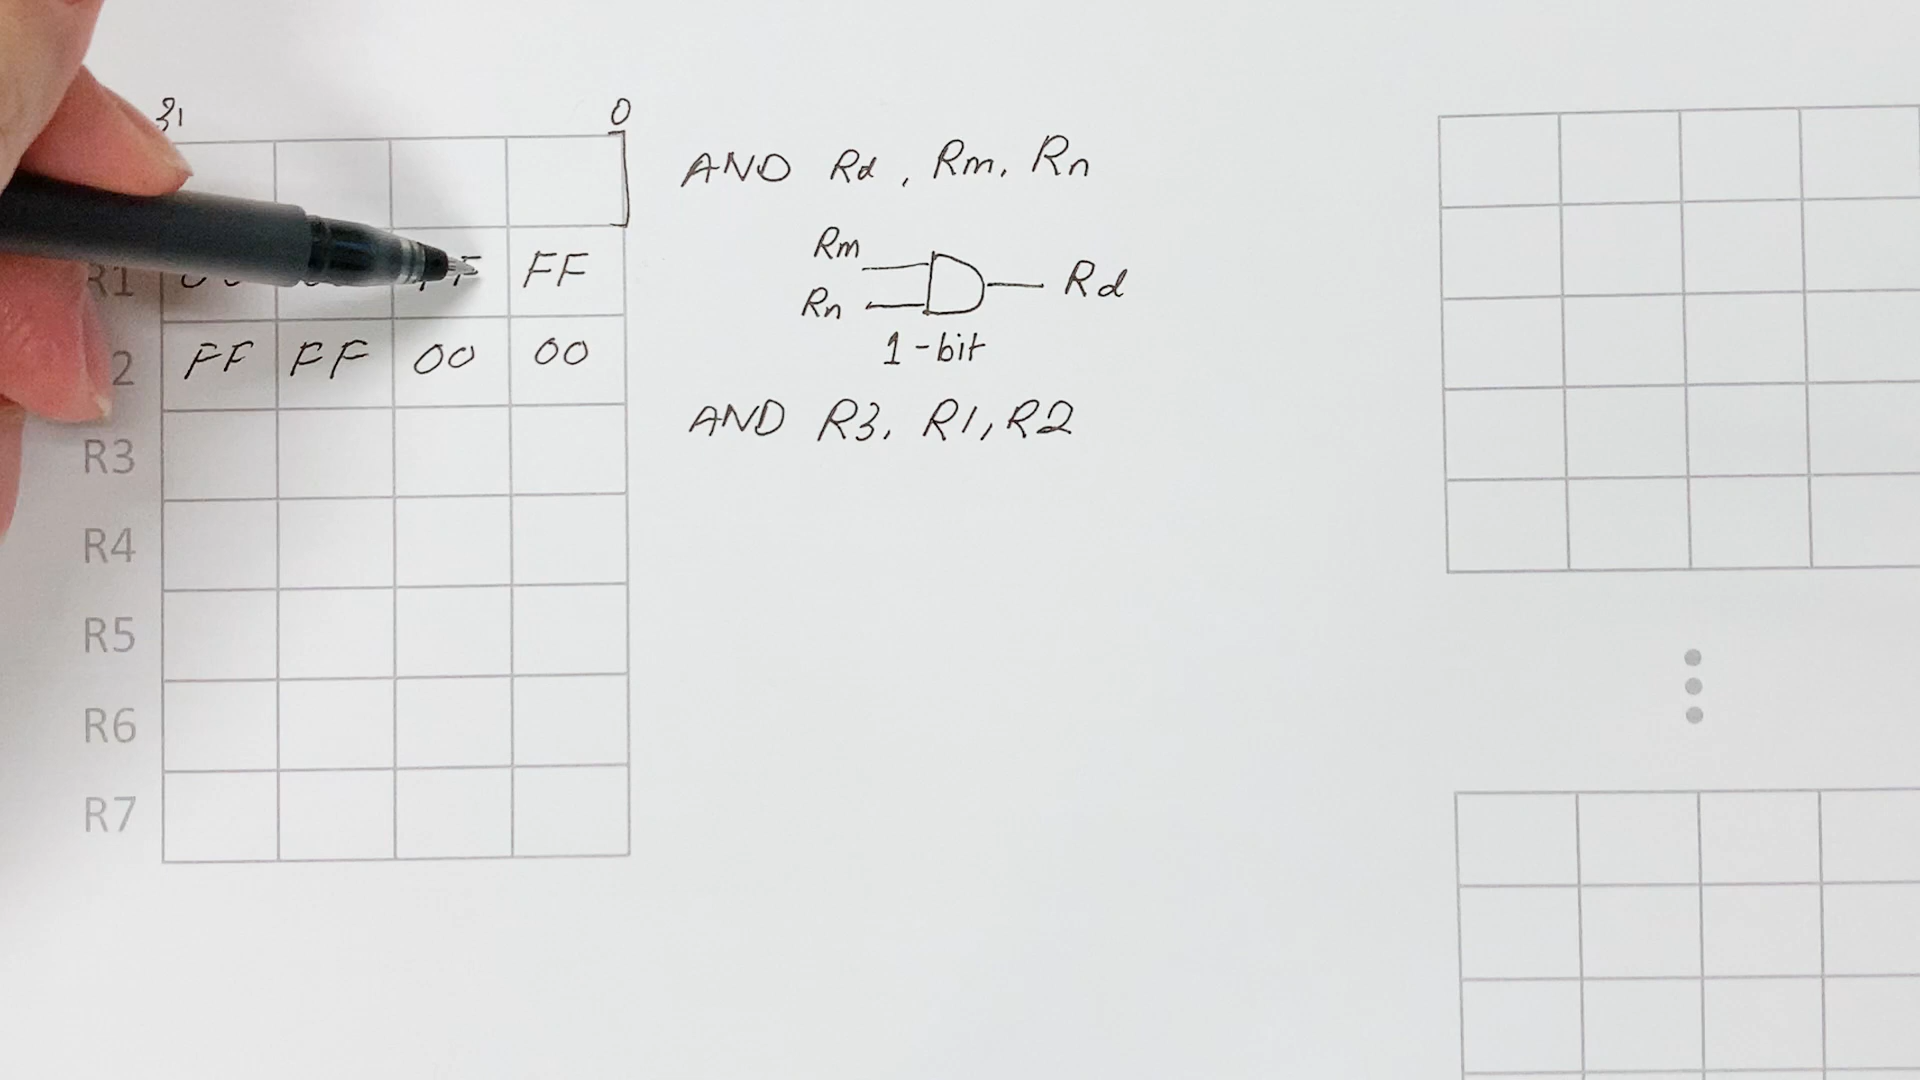 31 0
AND Rd, Rm, Rn
R1 FF
Rm
Rn Rd
1-bit
2 FF FF 00 00
AND R3, R1, R2
R3
R4
R5
R6
R7